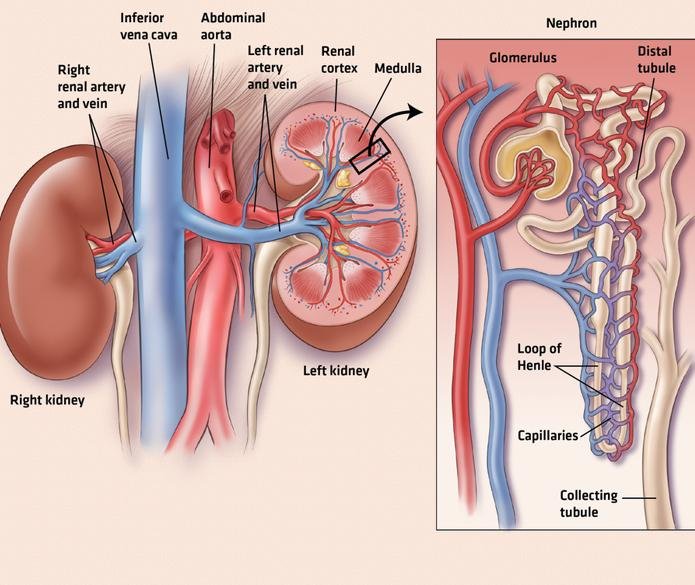 Inferior
vena cava
Abdominal
aorta
Right
renal artery
and vein
Left renal
artery
and vein
Renal
cortex
Medulla
Right kidney
Left kidney
Nephron
Glomerulus
Distal
tubule
Loop of
Henle
Capillaries
Collecting
tubule